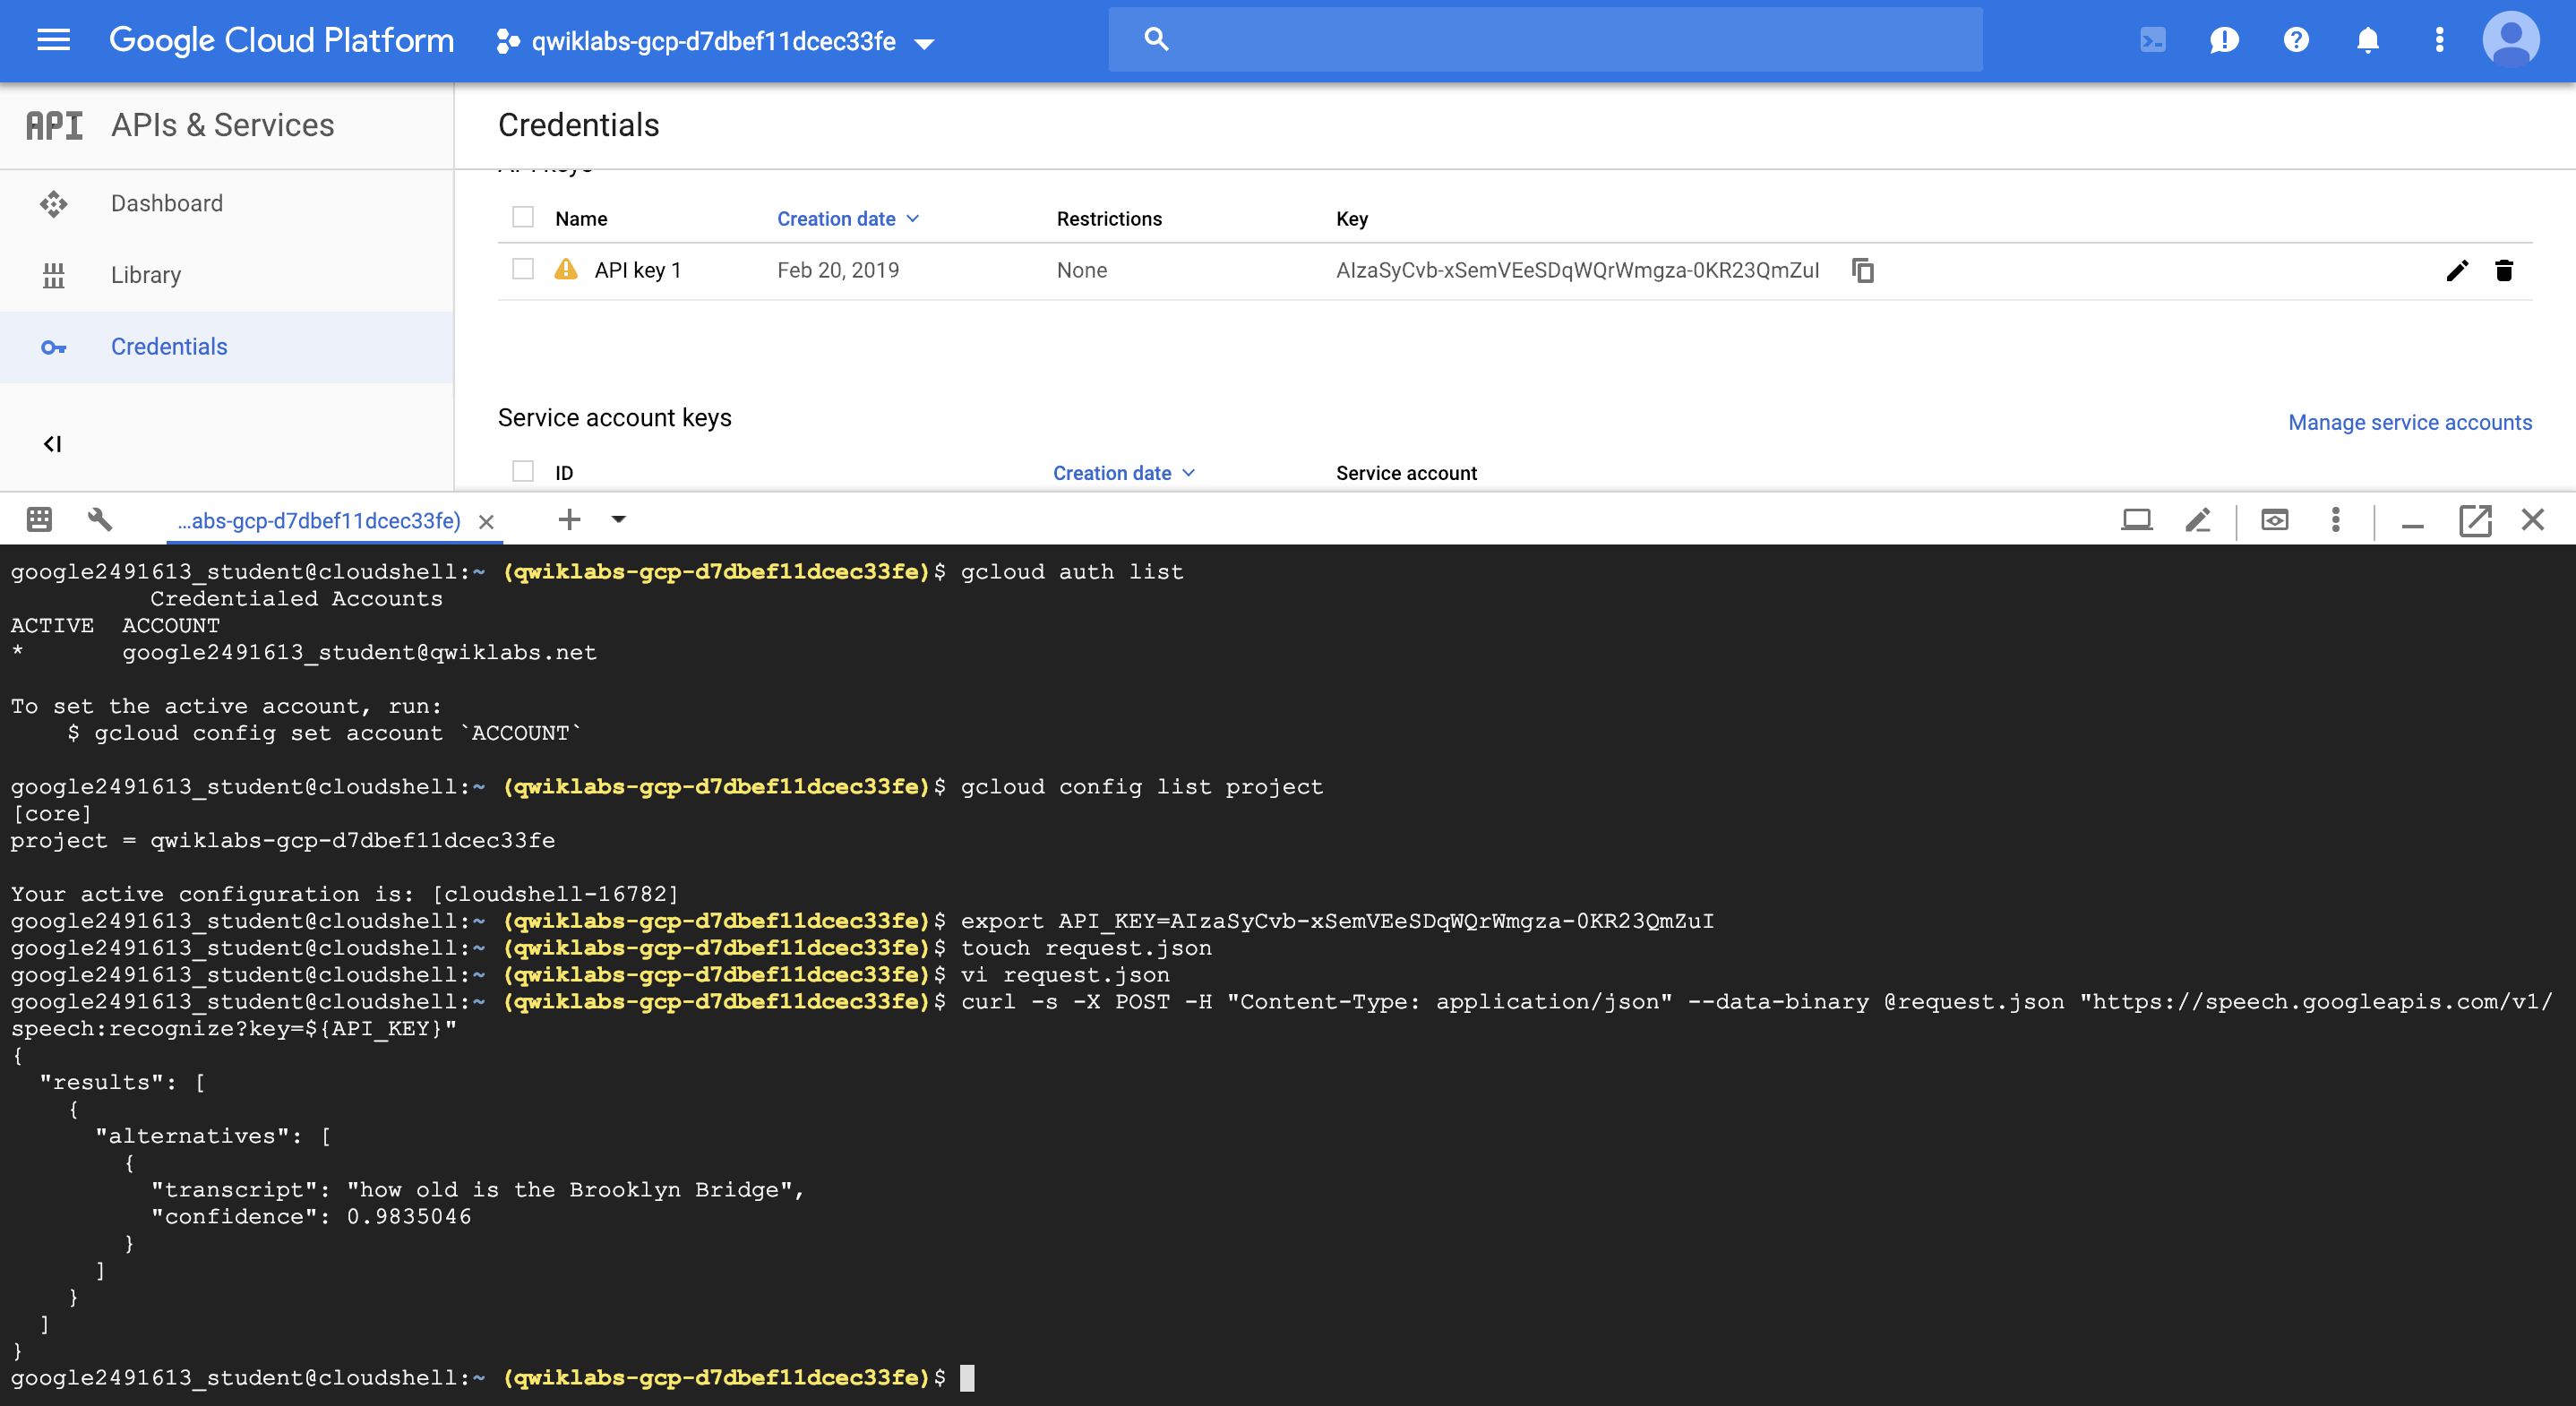 Google Cloud Platform qwiklabs-gcp-d7dbef11dcec33fe
API APIs & Services
Dashboard
Library
Credentials
Credentials
API keys
Name Creation date Restrictions Key
API key 1 Feb 20, 2019 None AIzaSyCvb-xSemVEeSDqWQrWmgza-0KR23QmZuI
Service account keys Manage service accounts
ID Creation date Service account
...abs-gcp-d7dbef11dcec33fe)
google2491613_student@cloudshell:~ (qwiklabs-gcp-d7dbef11dcec33fe)$ gcloud auth list
Credentialed Accounts
ACTIVE ACCOUNT
* google2491613_student@qwiklabs.net
To set the active account, run:
$ gcloud config set account `ACCOUNT`
google2491613_student@cloudshell:~ (qwiklabs-gcp-d7dbef11dcec33fe)$ gcloud config list project
[core]
project = qwiklabs-gcp-d7dbef11dcec33fe
Your active configuration is: [cloudshell-16782]
google2491613_student@cloudshell:~ (qwiklabs-gcp-d7dbef11dcec33fe)$ export API_KEY=AIzaSyCvb-xSemVEeSDqWQrWmgza-0KR23QmZuI
google2491613_student@cloudshell:~ (qwiklabs-gcp-d7dbef11dcec33fe)$ touch request.json
google2491613_student@cloudshell:~ (qwiklabs-gcp-d7dbef11dcec33fe)$ vi request.json
google2491613_student@cloudshell:~ (qwiklabs-gcp-d7dbef11dcec33fe)$ curl -s -X POST -H "Content-Type: application/json" --data-binary @request.json "https://speech.googleapis.com/v1/
speech:recognize?key=${API_KEY}"
{
"results": [
{
"alternatives": [
{
"transcript": "how old is the Brooklyn Bridge",
"confidence": 0.9835046
}
]
}
]
}
google2491613_student@cloudshell:~ (qwiklabs-gcp-d7dbef11dcec33fe)$